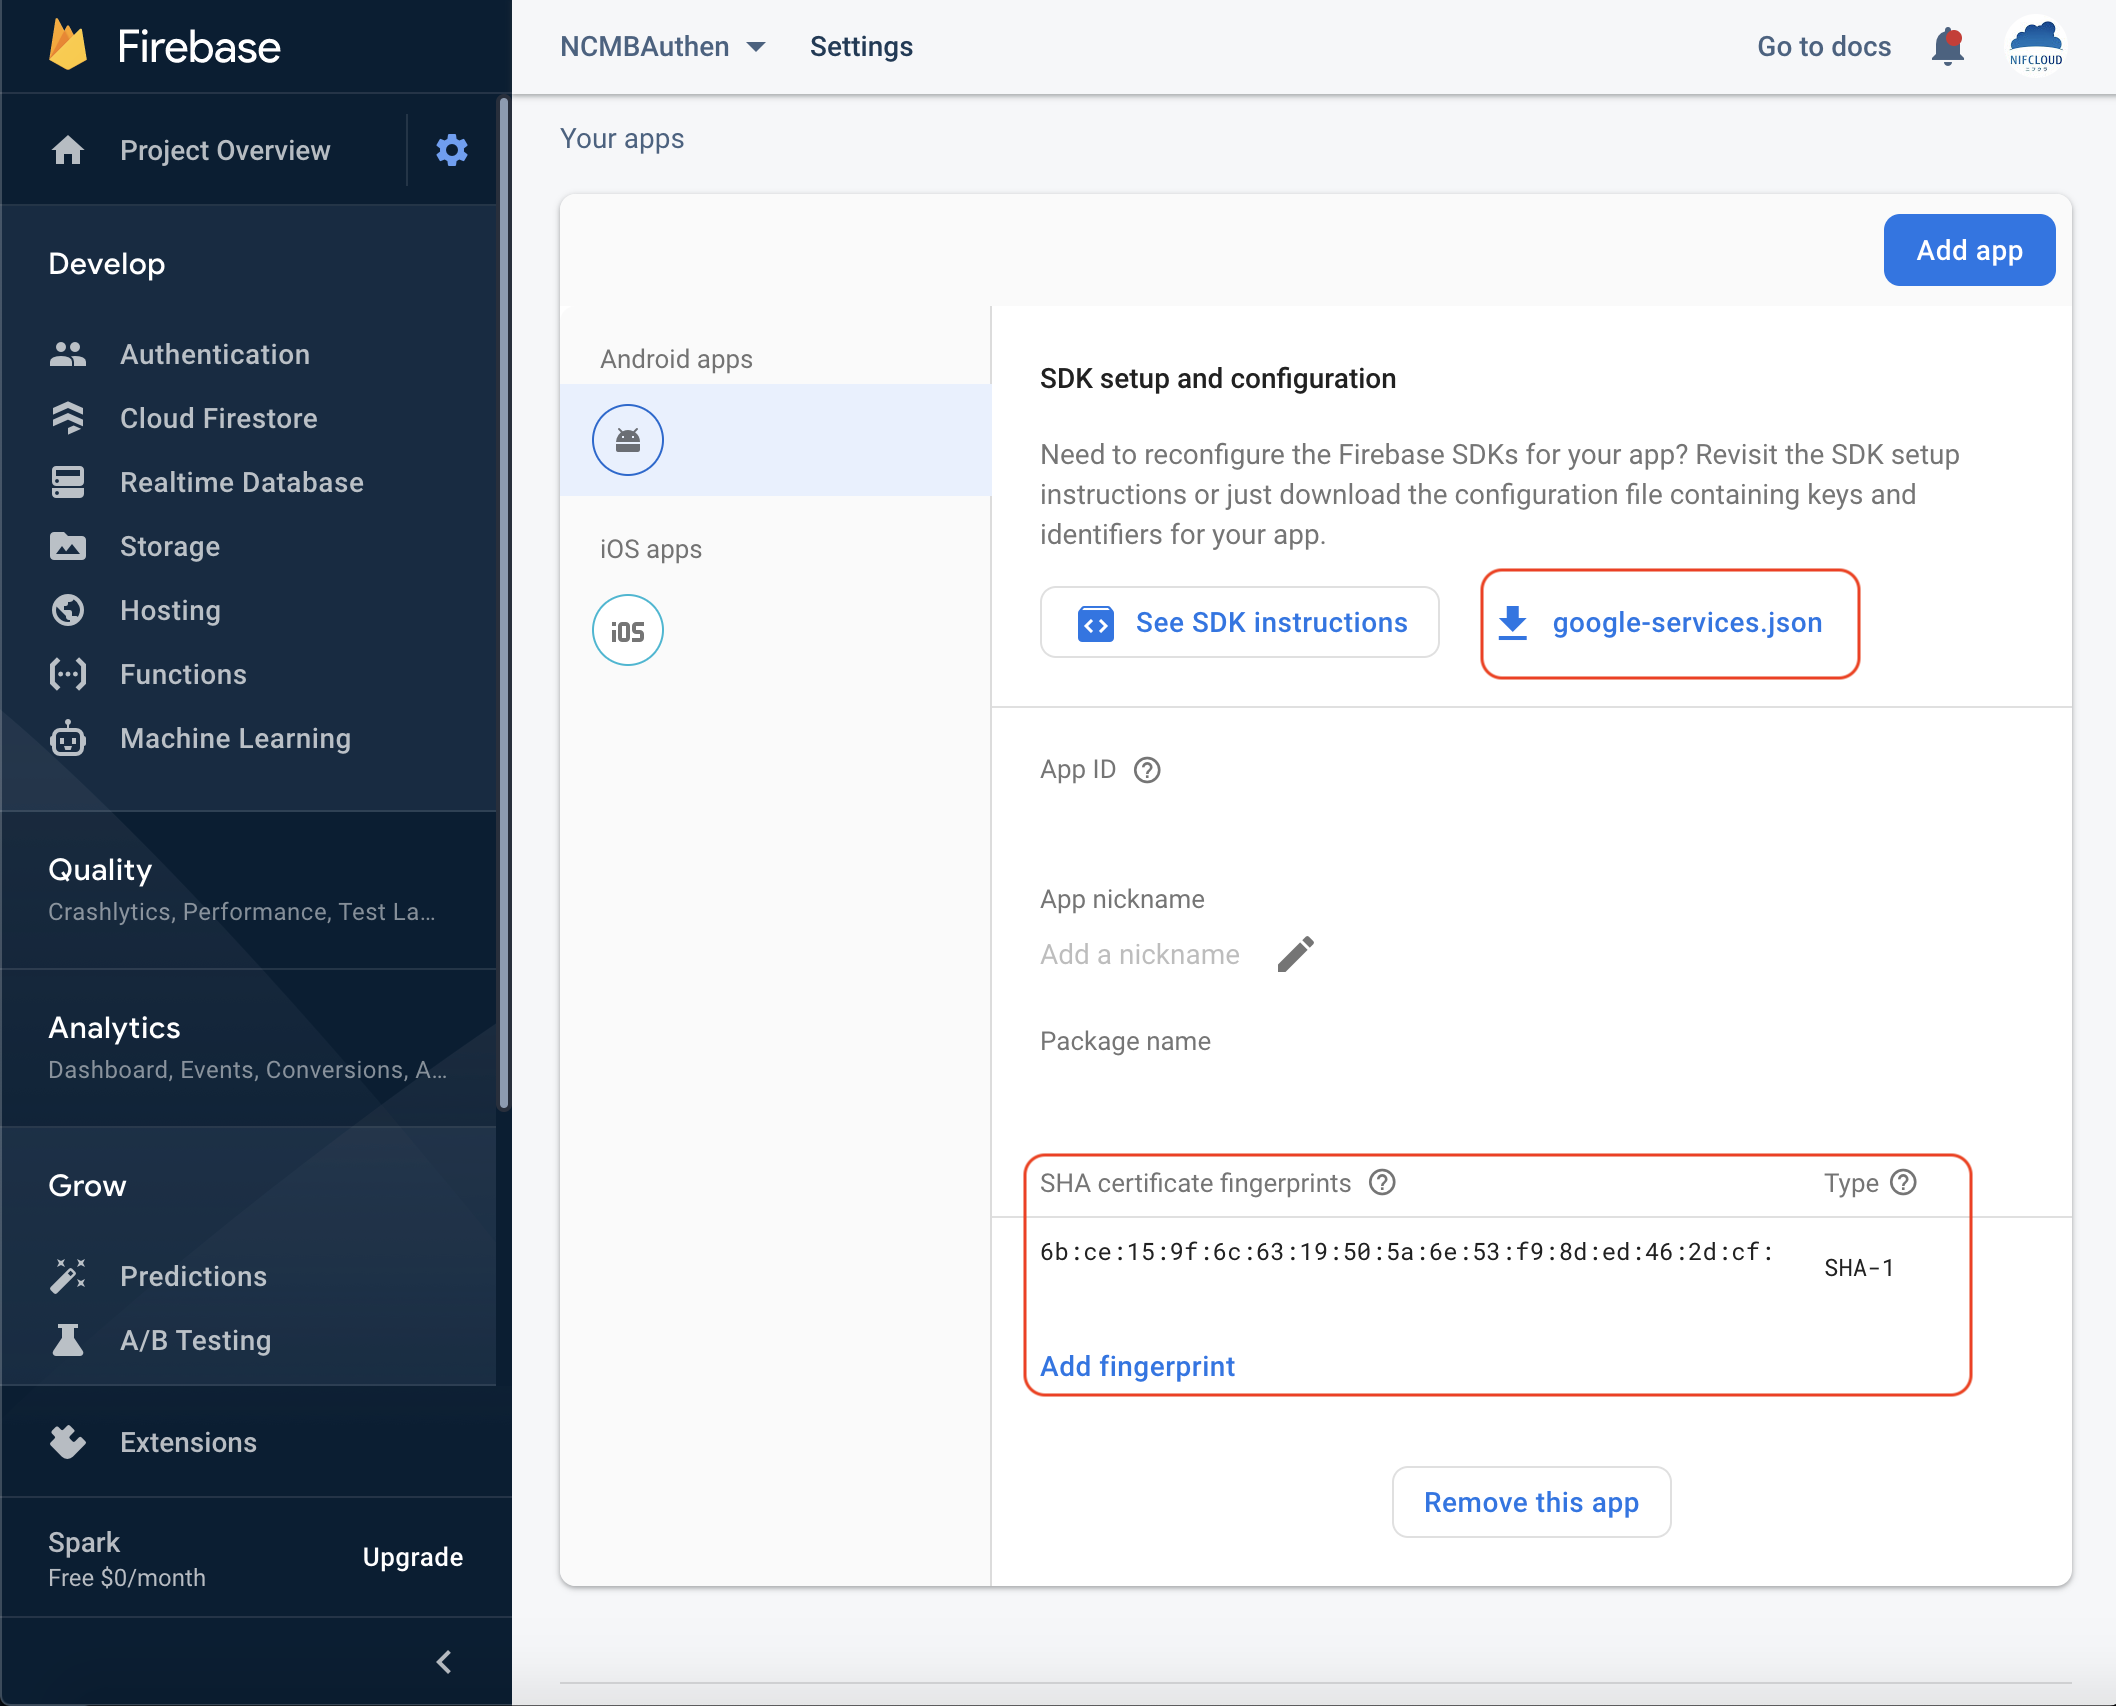 Firebase
Project Overview
Develop
Authentication
Cloud Firestore
Realtime Database
Storage
Hosting
Functions
Machine Learning
Quality
Crashlytics, Performance, Test La...
Analytics
Dashboard, Events, Conversions, A...
Grow
Predictions
A/B Testing
Extensions
Spark
Free $0/month
Upgrade
NCMBAuthen
Settings
Go to docs
NIFCLOUD
ニフクラ
Your apps
Add app
Android apps
iOS apps
iOS
SDK setup and configuration
Need to reconfigure the Firebase SDKs for your app? Revisit the SDK setup
instructions or just download the configuration file containing keys and
identifiers for your app.
See SDK instructions
google-services.json
App ID
App nickname
Add a nickname
Package name
SHA certificate fingerprints
Type
6b:ce:15:9f:6c:63:19:50:5a:6e:53:f9:8d:ed:46:2d:cf:
SHA-1
Add fingerprint
Remove this app